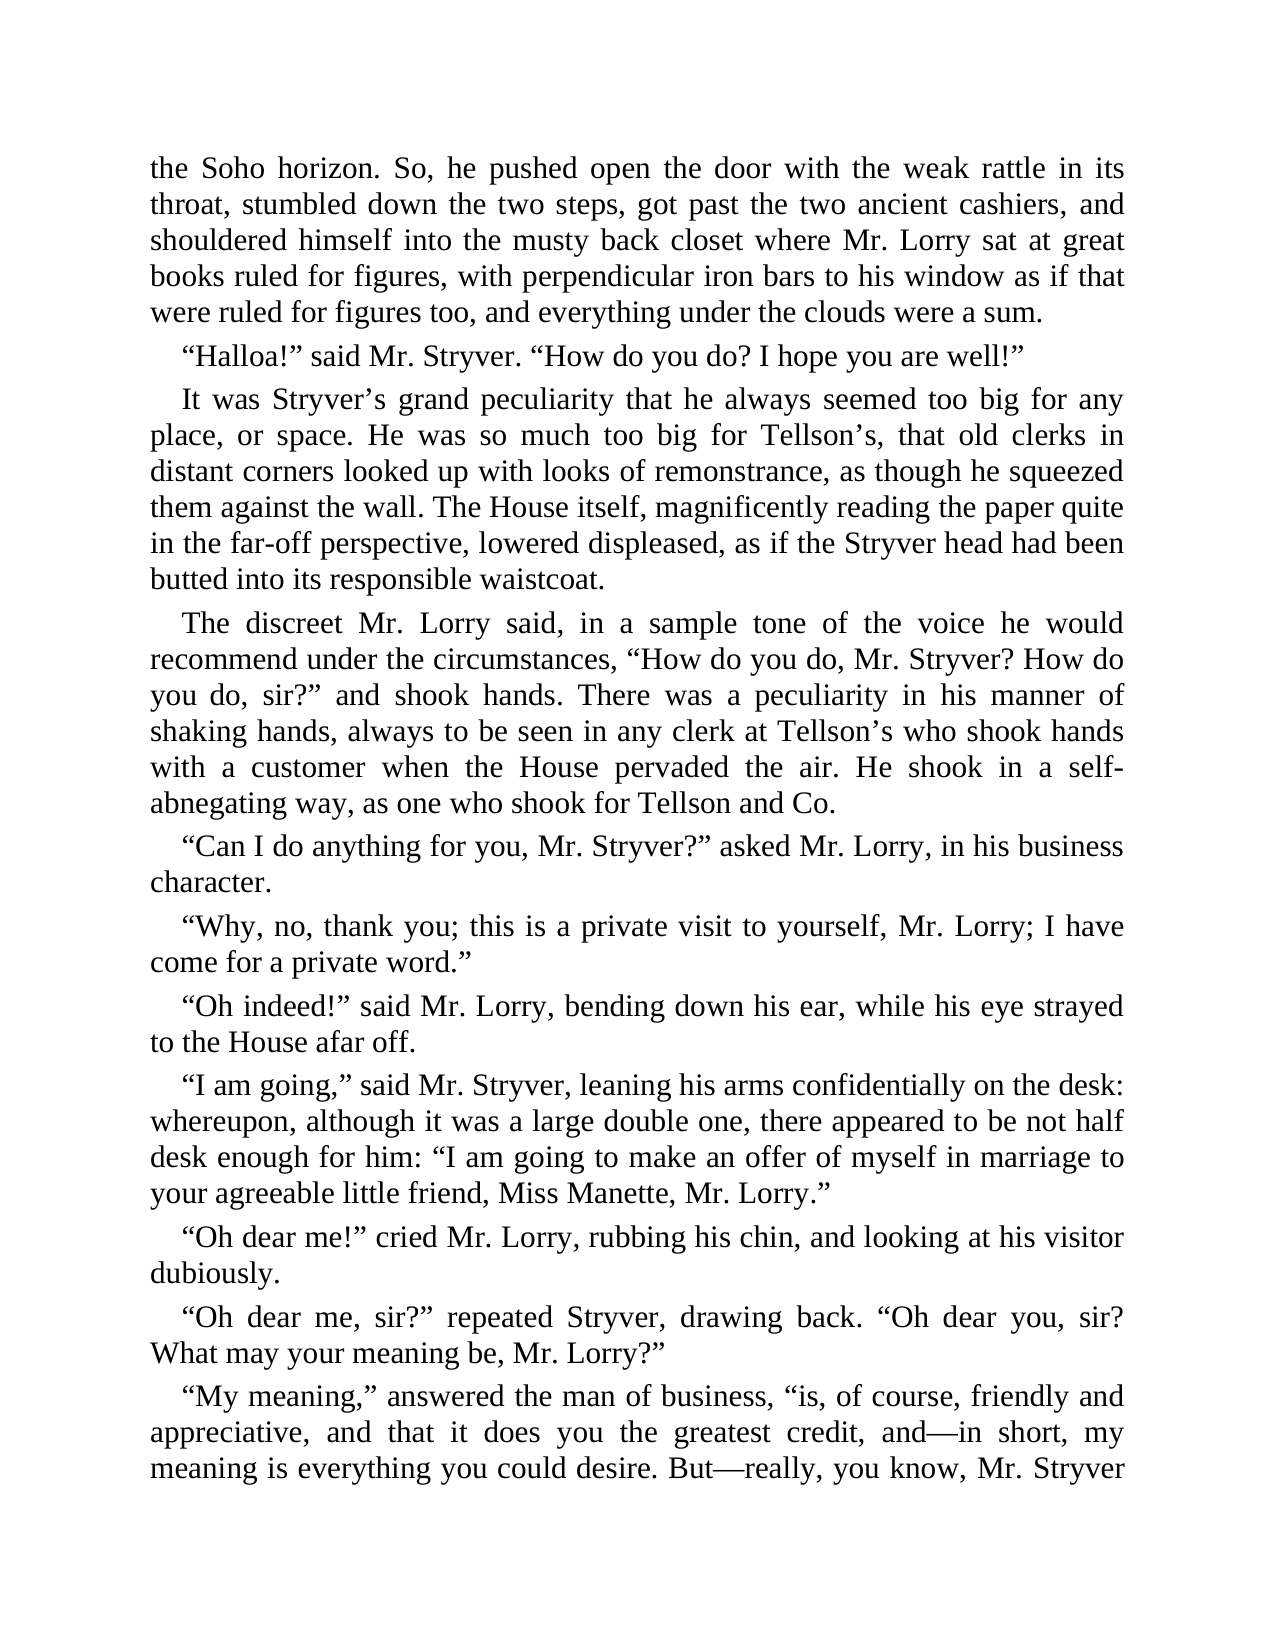 the Soho horizon. So, he pushed open the door with the weak rattle in its
throat, stumbled down the two steps, got past the two ancient cashiers, and
shouldered himself into the musty back closet where Mr. Lorry sat at great
books ruled for figures, with perpendicular iron bars to his window as if that
were ruled for figures too, and everything under the clouds were a sum.
“Halloa!” said Mr. Stryver. “How do you do? I hope you are well!”
It was Stryver’s grand peculiarity that he always seemed too big for any
place, or space. He was so much too big for Tellson’s, that old clerks in
distant corners looked up with looks of remonstrance, as though he squeezed
them against the wall. The House itself, magnificently reading the paper quite
in the far-off perspective, lowered displeased, as if the Stryver head had been
butted into its responsible waistcoat.
The discreet Mr. Lorry said, in a sample tone of the voice he would
recommend under the circumstances, “How do you do, Mr. Stryver? How do
you do, sir?” and shook hands. There was a peculiarity in his manner of
shaking hands, always to be seen in any clerk at Tellson’s who shook hands
with a customer when the House pervaded the air. He shook in a self-
abnegating way, as one who shook for Tellson and Co.
“Can I do anything for you, Mr. Stryver?” asked Mr. Lorry, in his business
character.
“Why, no, thank you; this is a private visit to yourself, Mr. Lorry; I have
come for a private word.”
“Oh indeed!” said Mr. Lorry, bending down his ear, while his eye strayed
to the House afar off.
“I am going,” said Mr. Stryver, leaning his arms confidentially on the desk:
whereupon, although it was a large double one, there appeared to be not half
desk enough for him: “I am going to make an offer of myself in marriage to
your agreeable little friend, Miss Manette, Mr. Lorry.”
“Oh dear me!” cried Mr. Lorry, rubbing his chin, and looking at his visitor
dubiously.
“Oh dear me, sir?” repeated Stryver, drawing back. “Oh dear you, sir?
What may your meaning be, Mr. Lorry?”
“My meaning,” answered the man of business, “is, of course, friendly and
appreciative, and that it does you the greatest credit, and—in short, my
meaning is everything you could desire. But—really, you know, Mr. Stryver